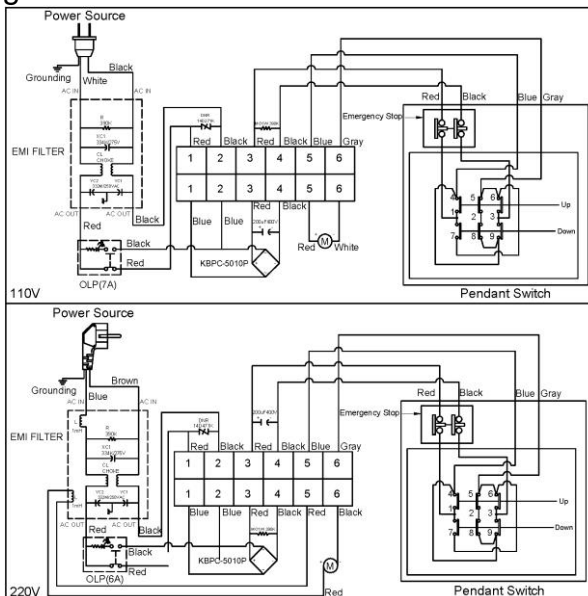 Power Source
Black
Grounding
White
AC IN
AC IN
R
EMI FILTER
CL
CHOKE
AC OUT
AC OUT
Red
Black
Black
Red
OLP(7A)
110V
Red
Black
Red
Black
Blue
Gray
1 2 3 4 5 6
1 2 3 4 5 6
Blue
Blue
Red
Black
KBPC-5010P
Red
M
White
Red
Black
Blue
Gray
Emergency Stop
4 5 6
1 2 3
7 8 9
Up
Down
Pendant Switch
Power Source
Grounding
Brown
Blue
AC IN
AC IN
L
EMI FILTER
R
CL
CHOKE
L
AC OUT
AC OUT
Red
Black
Black
Red
OLP(6A)
220V
Red
Black
Red
Black
Blue
Gray
1 2 3 4 5 6
1 2 3 4 5 6
Blue
Blue
Red
Black
Red
Black
KBPC-5010P
M
Red
Red
Black
Blue
Gray
Emergency Stop
4 5 6
1 2 3
7 8 9
Up
Down
Pendant Switch